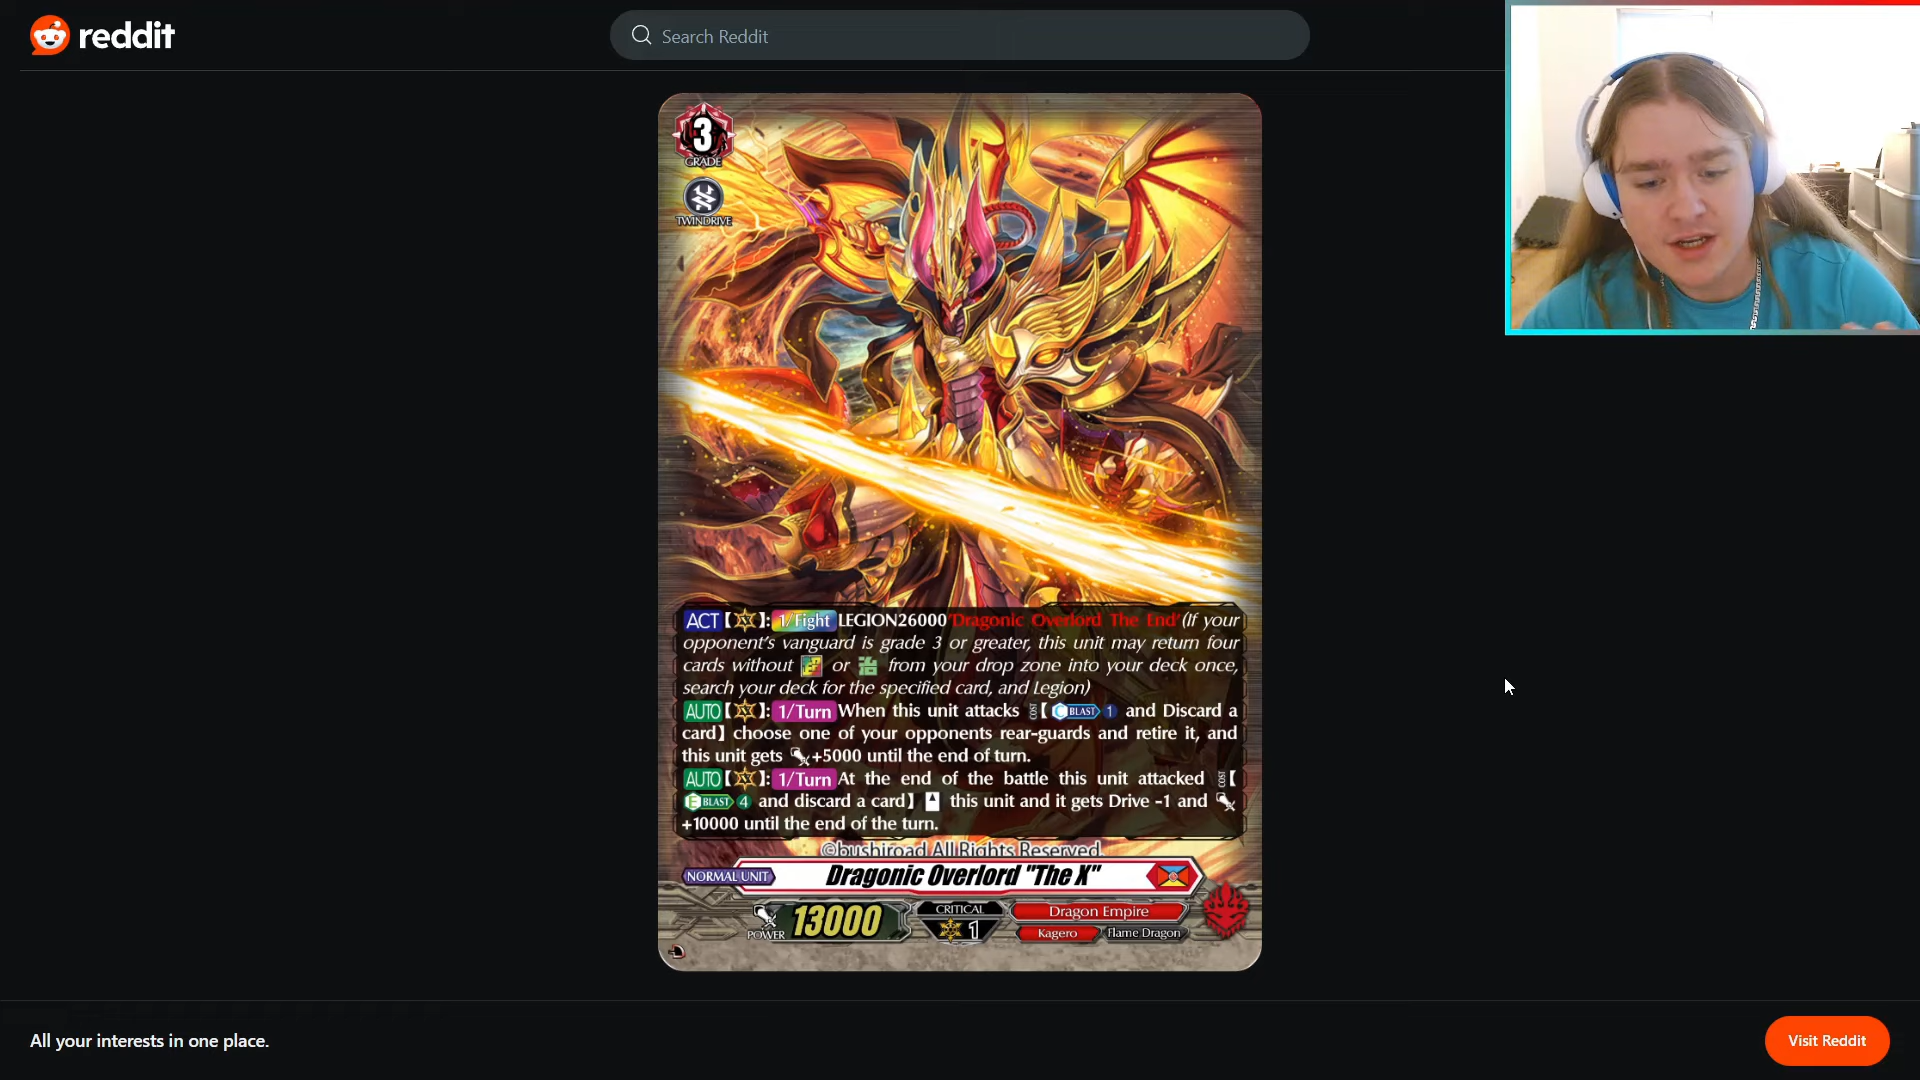 reddit
Search Reddit
3
GRADE
TWINDRIVE
ACT【】: 1/Fight LEGION26000"Dragonic Overlord The End"(If your
opponent's vanguard is grade 3 or greater, this unit may return four
cards without or 治 from your drop zone into your deck once,
search your deck for the specified card, and Legion)
AUTO【】: 1/Turn When this unit attacks COST【C BLAST 1 and Discard a
card】choose one of your opponents rear-guards and retire it, and
this unit gets +5000 until the end of turn.
AUTO【】: 1/Turn At the end of the battle this unit attacked COST【
E BLAST 4 and discard a card】 this unit and it gets Drive -1 and
+10000 until the end of the turn.
©bushiroad All Rights Reserved.
NORMAL UNIT Dragonic Overlord "The X"
POWER 13000 CRITICAL 1 Dragon Empire
Kagero Flame Dragon
All your interests in one place.
Visit Reddit